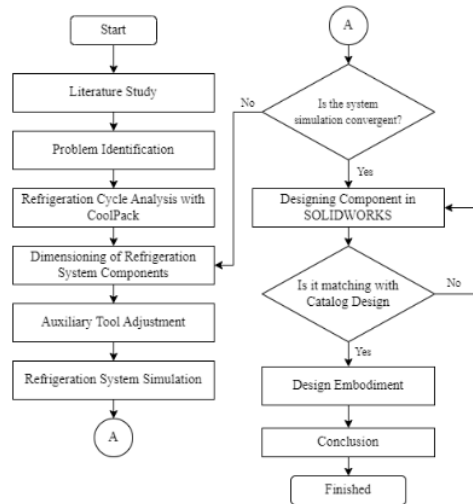 Start
Literature Study
Problem Identification
Refrigeration Cycle Analysis with
CoolPack
Dimensioning of Refrigeration
System Components
Auxiliary Tool Adjustment
Refrigeration System Simulation
A
A
Is the system
simulation convergent?
No
Yes
Designing Component in
SOLIDWORKS
Is it matching with
Catalog Design
No
Yes
Design Embodiment
Conclusion
Finished